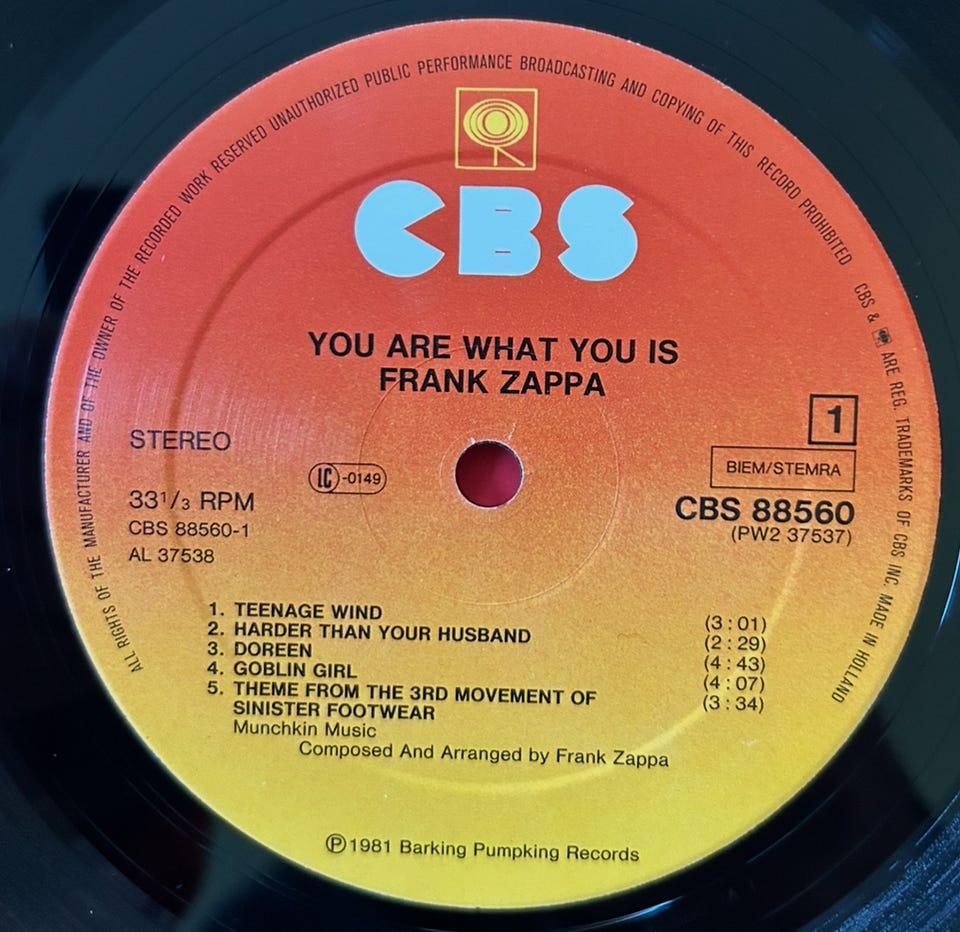 ALL RIGHTS OF THE MANUFACTURER AND OF THE OWNER OF THE RECORDED WORK RESERVED UNAUTHORIZED PUBLIC PERFORMANCE BROADCASTING AND COPYING OF THIS RECORD PROHIBITED CBS & ARE REG. TRADEMARKS OF CBS INC. MADE IN HOLLAND
CBS
YOU ARE WHAT YOU IS
FRANK ZAPPA
STEREO
1
LC-0149
BIEM/STEMRA
33 1/3 RPM
CBS 88560
CBS 88560-1
(PW2 37537)
AL 37538
1. TEENAGE WIND (3 : 01)
2. HARDER THAN YOUR HUSBAND (2 : 29)
3. DOREEN (4 : 43)
4. GOBLIN GIRL (4 : 07)
5. THEME FROM THE 3RD MOVEMENT OF (3 : 34)
SINISTER FOOTWEAR
Munchkin Music
Composed And Arranged by Frank Zappa
℗ 1981 Barking Pumpking Records